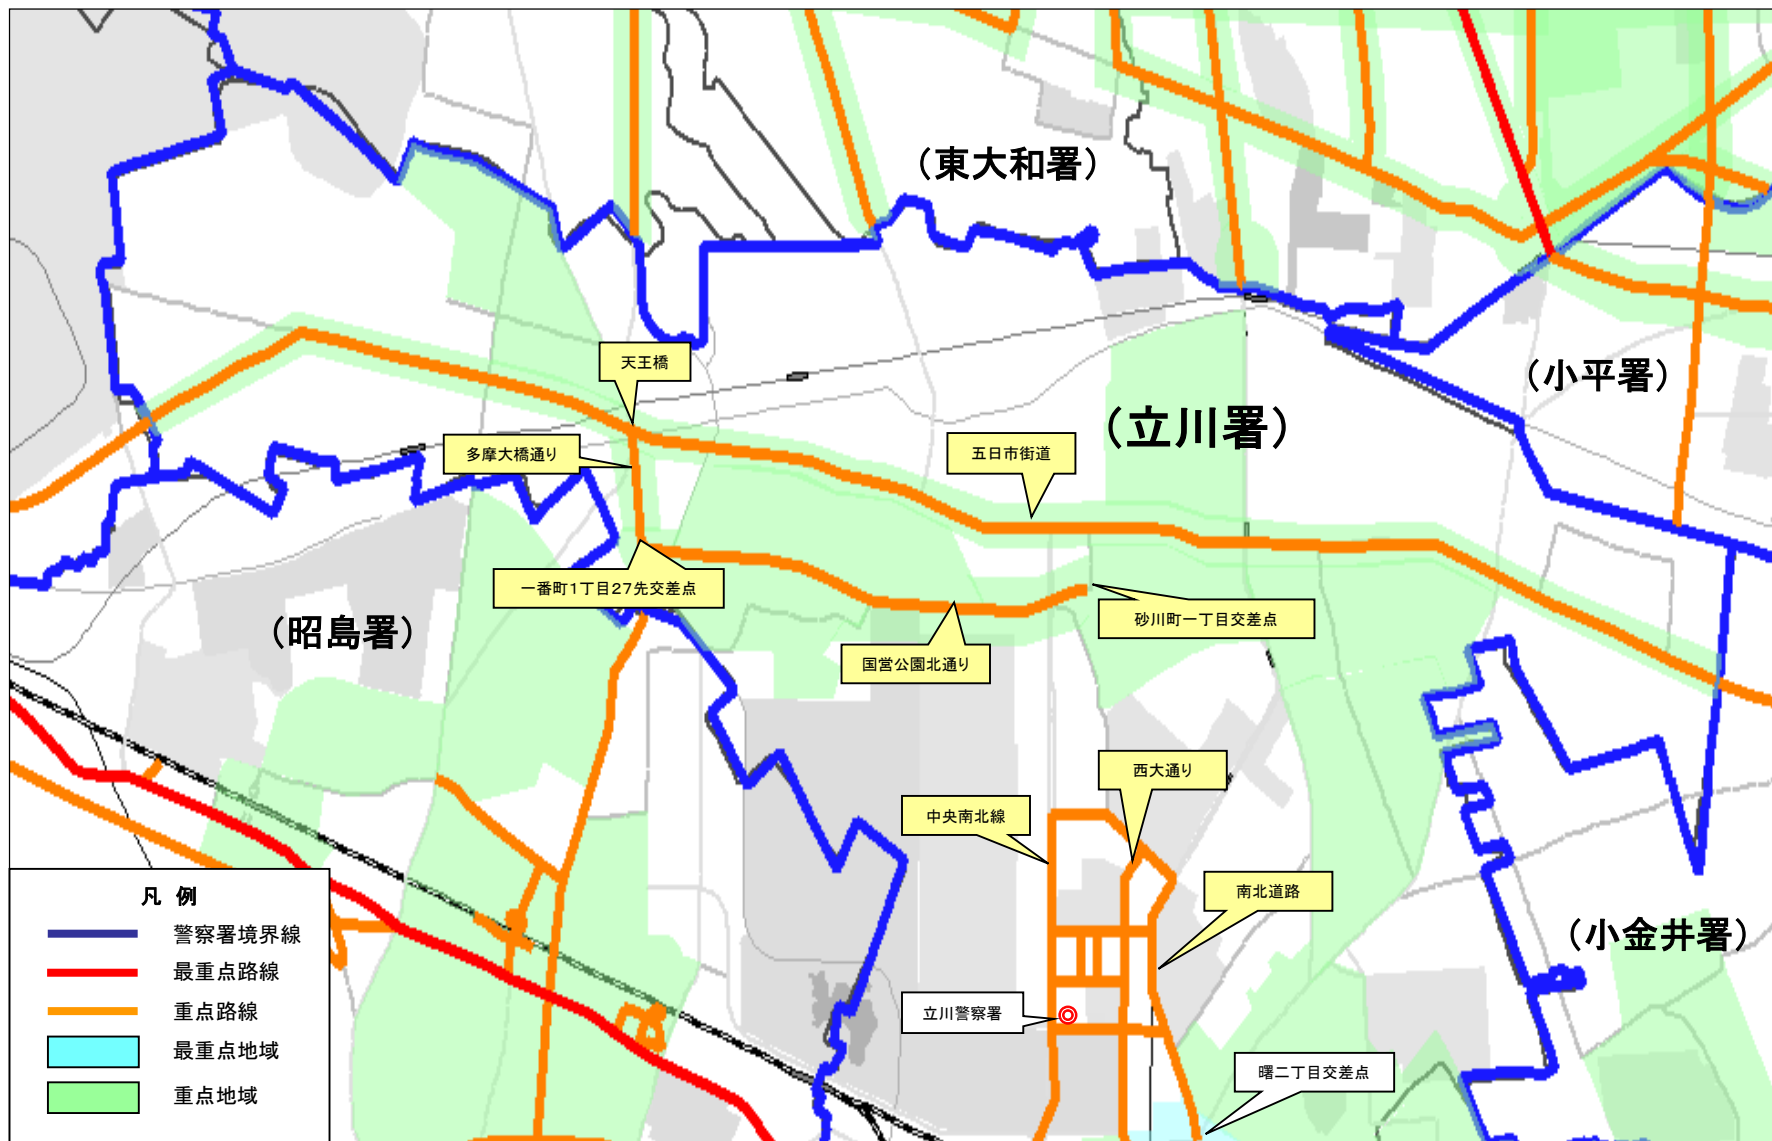 （東大和署）
天王橋
（小平署）
（立川署）
五日市街道
多摩大橋通り
一番町1丁目27先交差点
砂川町一丁目交差点
（昭島署）
国営公園北通り
西大通り
中央南北線
南北道路
（小金井署）
立川警察署
曙二丁目交差点
凡 例
警察署境界線
最重点路線
重点路線
最重点地域
重点地域